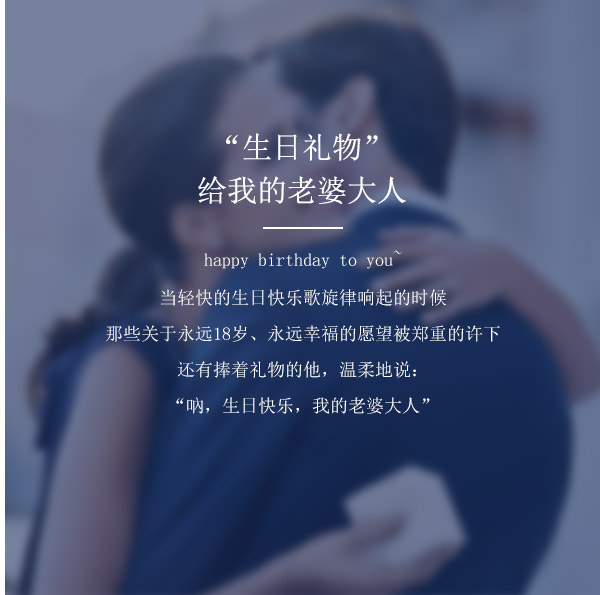 “生日礼物”
给我的老婆大人
happy birthday to you~
当轻快的生日快乐歌旋律响起的时候
那些关于永远18岁、永远幸福的愿望被郑重的许下
还有捧着礼物的他，温柔地说：
“呐，生日快乐，我的老婆大人”